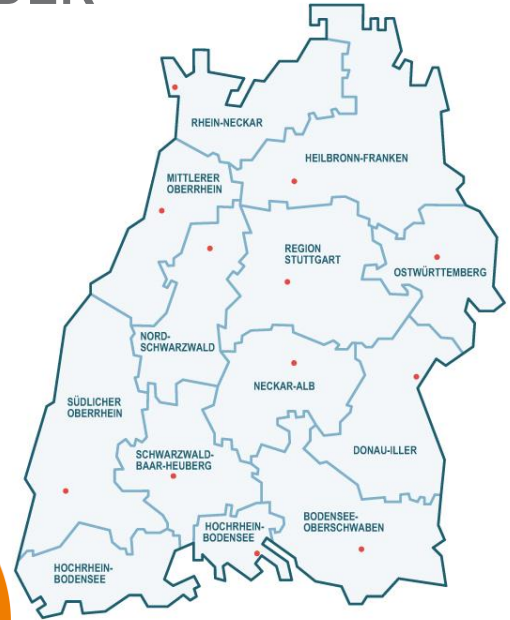 RHEIN-NECKAR
HEILBRONN-FRANKEN
MITTLERER
OBERRHEIN
REGION
STUTTGART
OSTWÜRTTEMBERG
NORD-
SCHWARZWALD
NECKAR-ALB
SÜDLICHER
OBERRHEIN
DONAU-ILLER
SCHWARZWALD-
BAAR-HEUBERG
BODENSEE-
OBERSCHWABEN
HOCHRHEIN-
BODENSEE
HOCHRHEIN-
BODENSEE